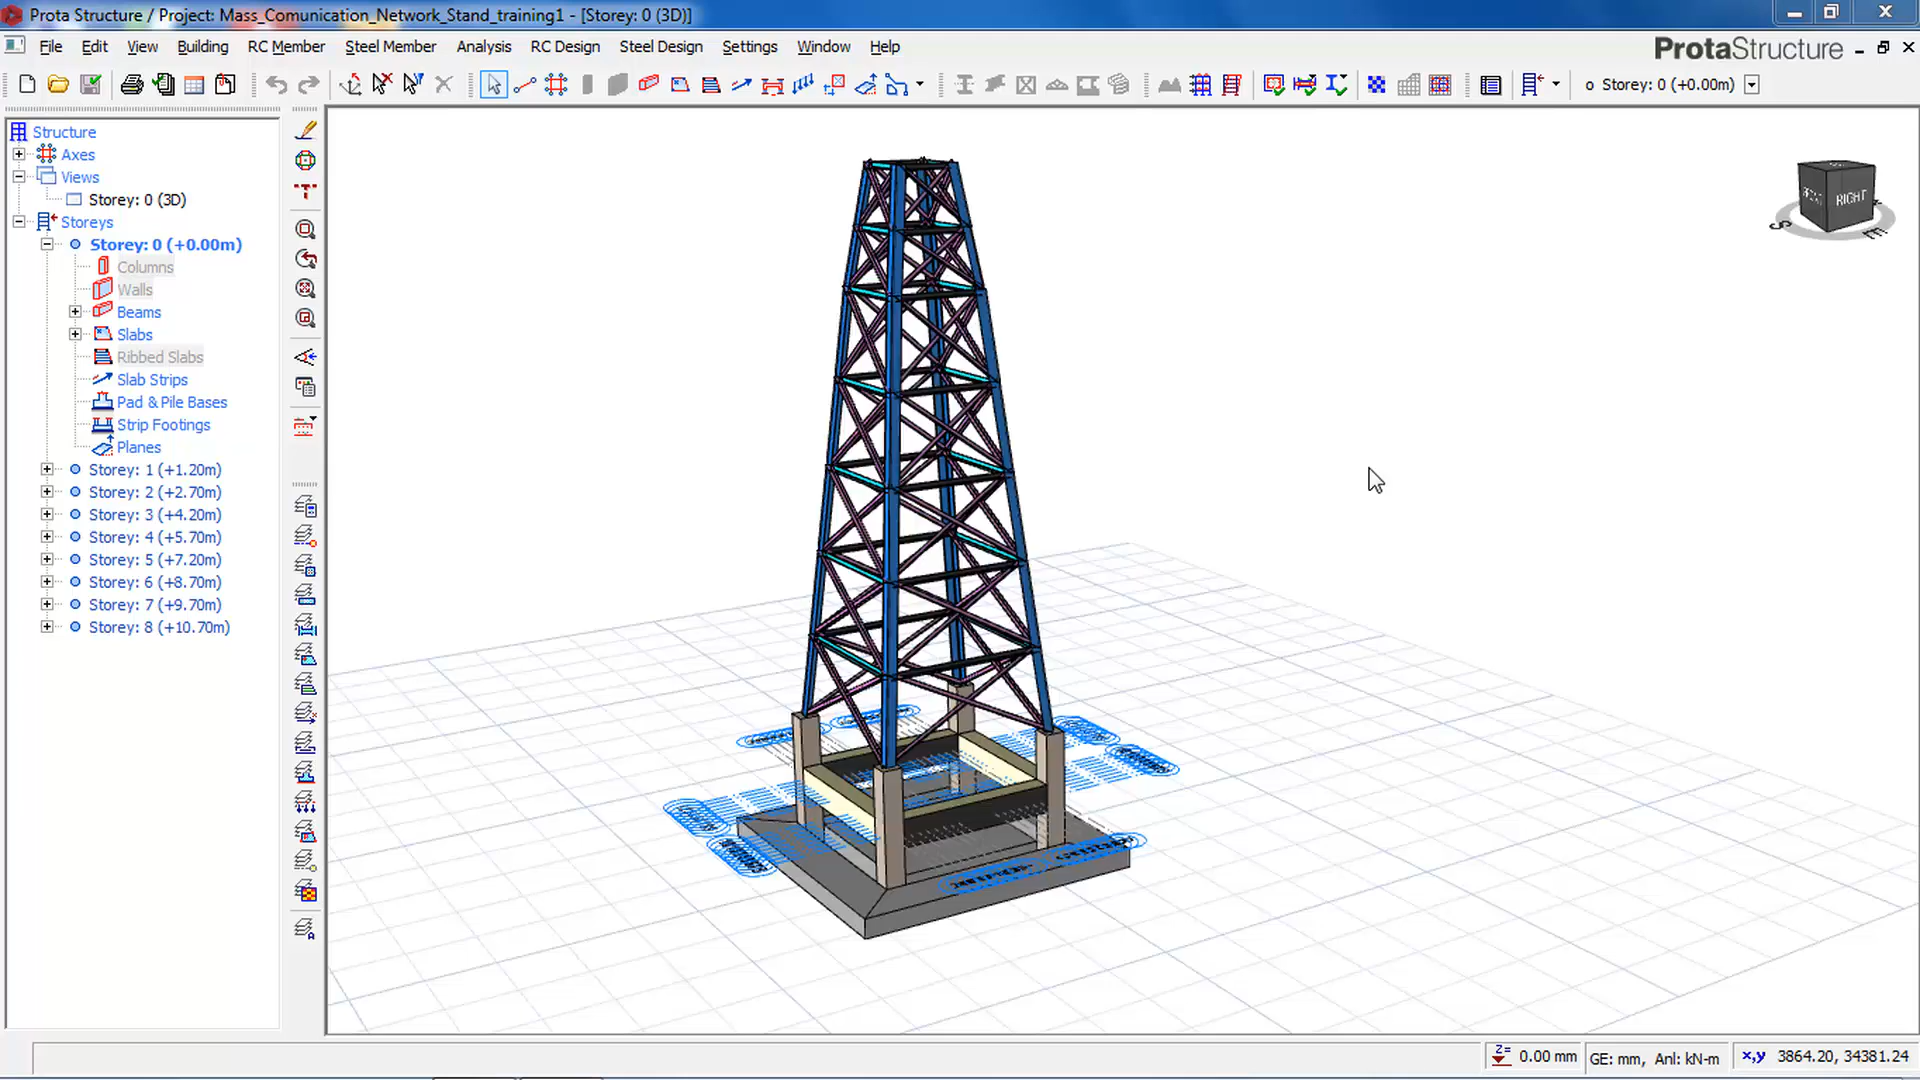 Prota Structure / Project: Mass_Comunication_Network_Stand_training1 - [Storey: 0 (3D)]
File Edit View Building RC Member Steel Member Analysis RC Design Steel Design Settings Window Help
ProtaStructure
o Storey: 0 (+0.00m)
Structure
Axes
Views
Storey: 0 (3D)
Storeys
Storey: 0 (+0.00m)
Columns
Walls
Beams
Slabs
Ribbed Slabs
Slab Strips
Pad & Pile Bases
Strip Footings
Planes
Storey: 1 (+1.20m)
Storey: 2 (+2.70m)
Storey: 3 (+4.20m)
Storey: 4 (+5.70m)
Storey: 5 (+7.20m)
Storey: 6 (+8.70m)
Storey: 7 (+9.70m)
Storey: 8 (+10.70m)
RIGHT
S
E
Z= 0.00 mm GE: mm, Anl: kN-m x,y 3864.20, 34381.24